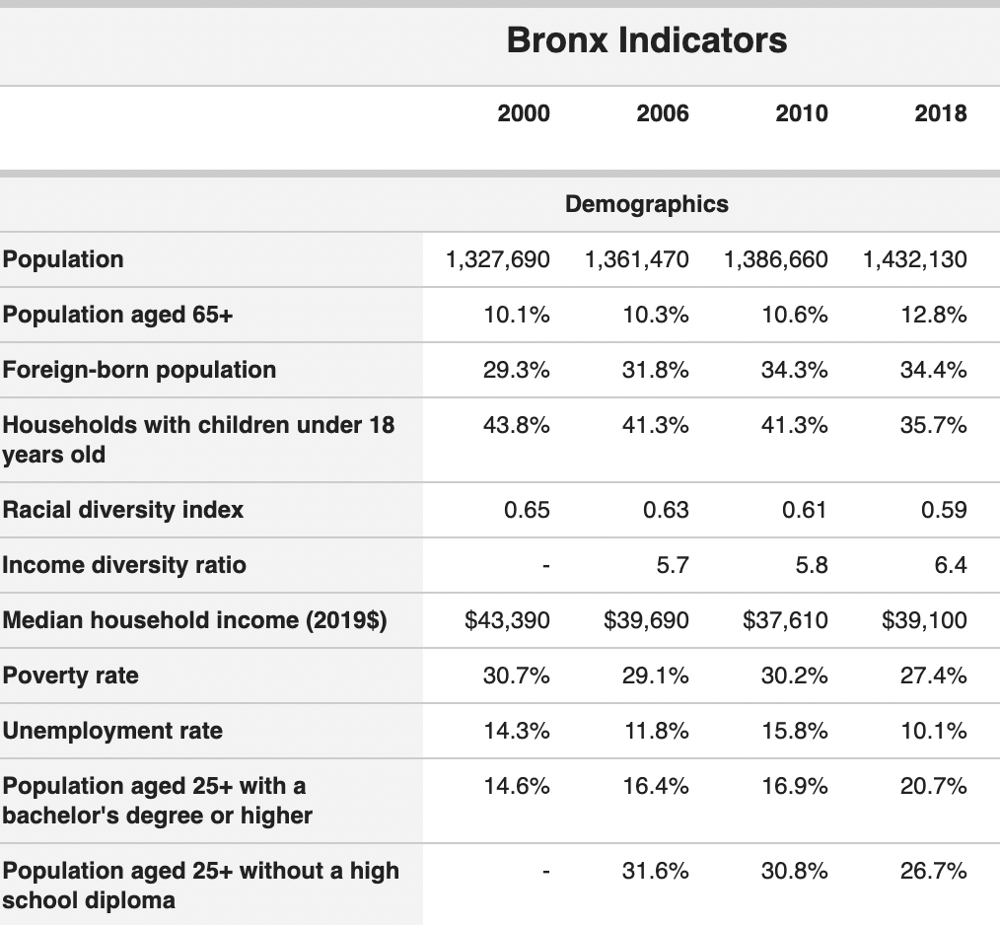 Bronx Indicators
2000 2006 2010 2018
Demographics
Population 1,327,690 1,361,470 1,386,660 1,432,130
Population aged 65+ 10.1% 10.3% 10.6% 12.8%
Foreign-born population 29.3% 31.8% 34.3% 34.4%
Households with children under 18 43.8% 41.3% 41.3% 35.7%
years old
Racial diversity index 0.65 0.63 0.61 0.59
Income diversity ratio - 5.7 5.8 6.4
Median household income (2019$) $43,390 $39,690 $37,610 $39,100
Poverty rate 30.7% 29.1% 30.2% 27.4%
Unemployment rate 14.3% 11.8% 15.8% 10.1%
Population aged 25+ with a 14.6% 16.4% 16.9% 20.7%
bachelor's degree or higher
Population aged 25+ without a high - 31.6% 30.8% 26.7%
school diploma